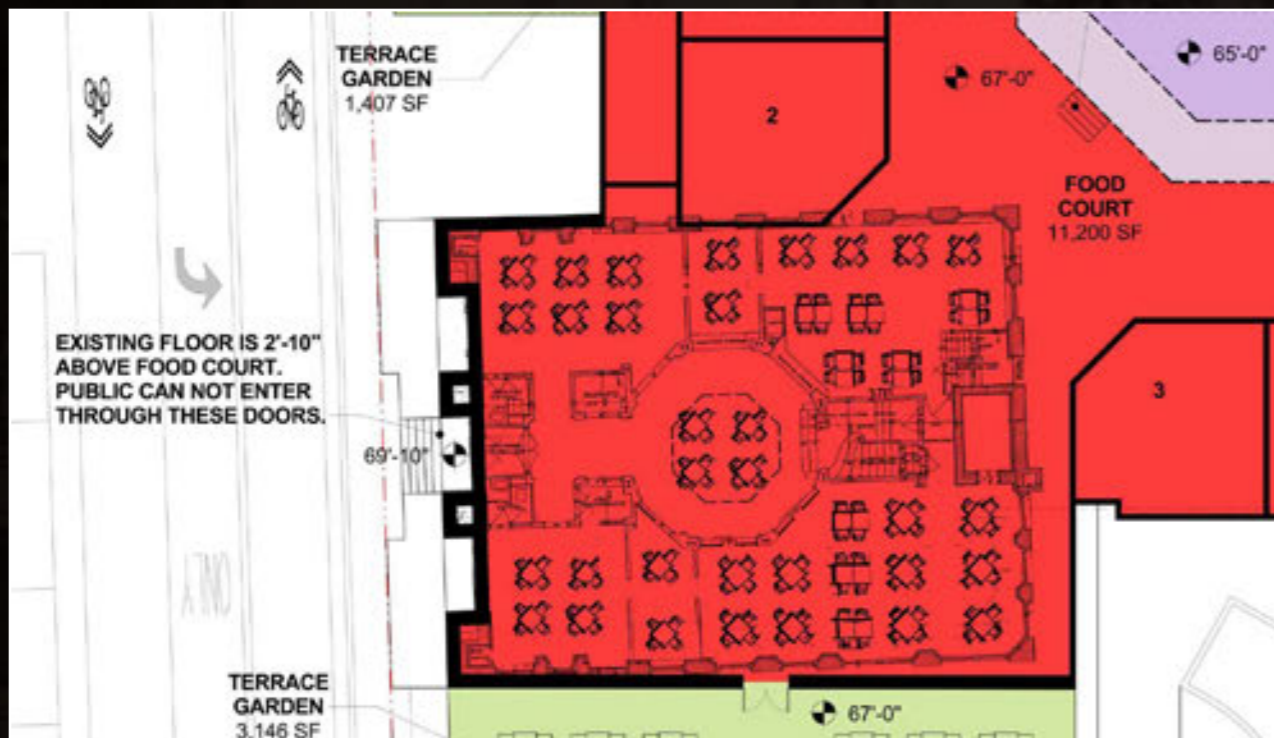 TERRACE
GARDEN
1,407 SF
2
67'-0"
65'-0"
FOOD
COURT
11,200 SF
EXISTING FLOOR IS 2'-10"
ABOVE FOOD COURT.
PUBLIC CAN NOT ENTER
THROUGH THESE DOORS.
3
69'-10"
ONLY
TERRACE
GARDEN
3,146 SF
67'-0"